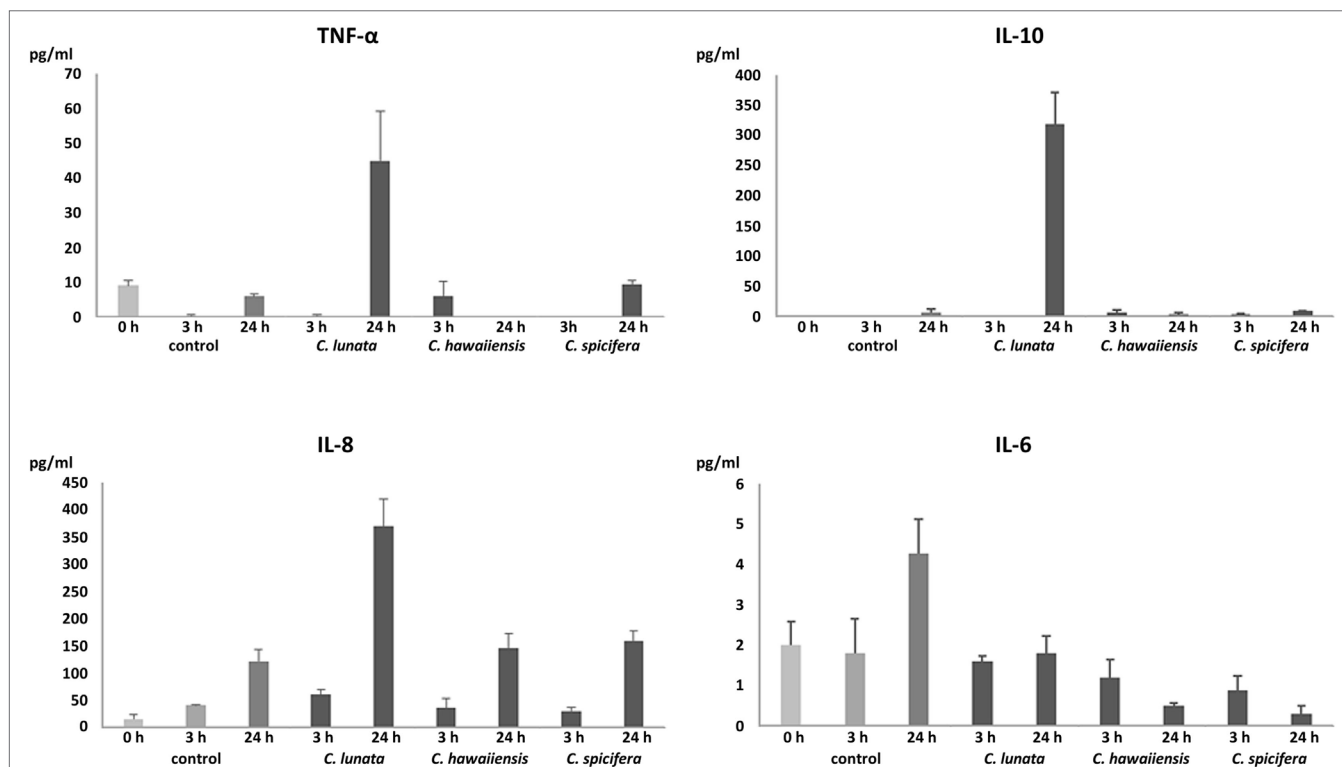 TNF-α
pg/ml
70
60
50
40
30
20
10
0
0 h 3 h 24 h 3 h 24 h 3 h 24 h 3h 24 h
control C. lunata C. hawaiiensis C. spicifera
IL-10
pg/ml
400
350
300
250
200
150
100
50
0
0 h 3 h 24 h 3 h 24 h 3 h 24 h 3 h 24 h
control C. lunata C. hawaiiensis C. spicifera
IL-8
pg/ml
450
400
350
300
250
200
150
100
50
0
0 h 3 h 24 h 3 h 24 h 3 h 24 h 3 h 24 h
control C. lunata C. hawaiiensis C. spicifera
IL-6
pg/ml
6
5
4
3
2
1
0
0 h 3 h 24 h 3 h 24 h 3 h 24 h 3 h 24 h
control C. lunata C. hawaiiensis C. spicifera